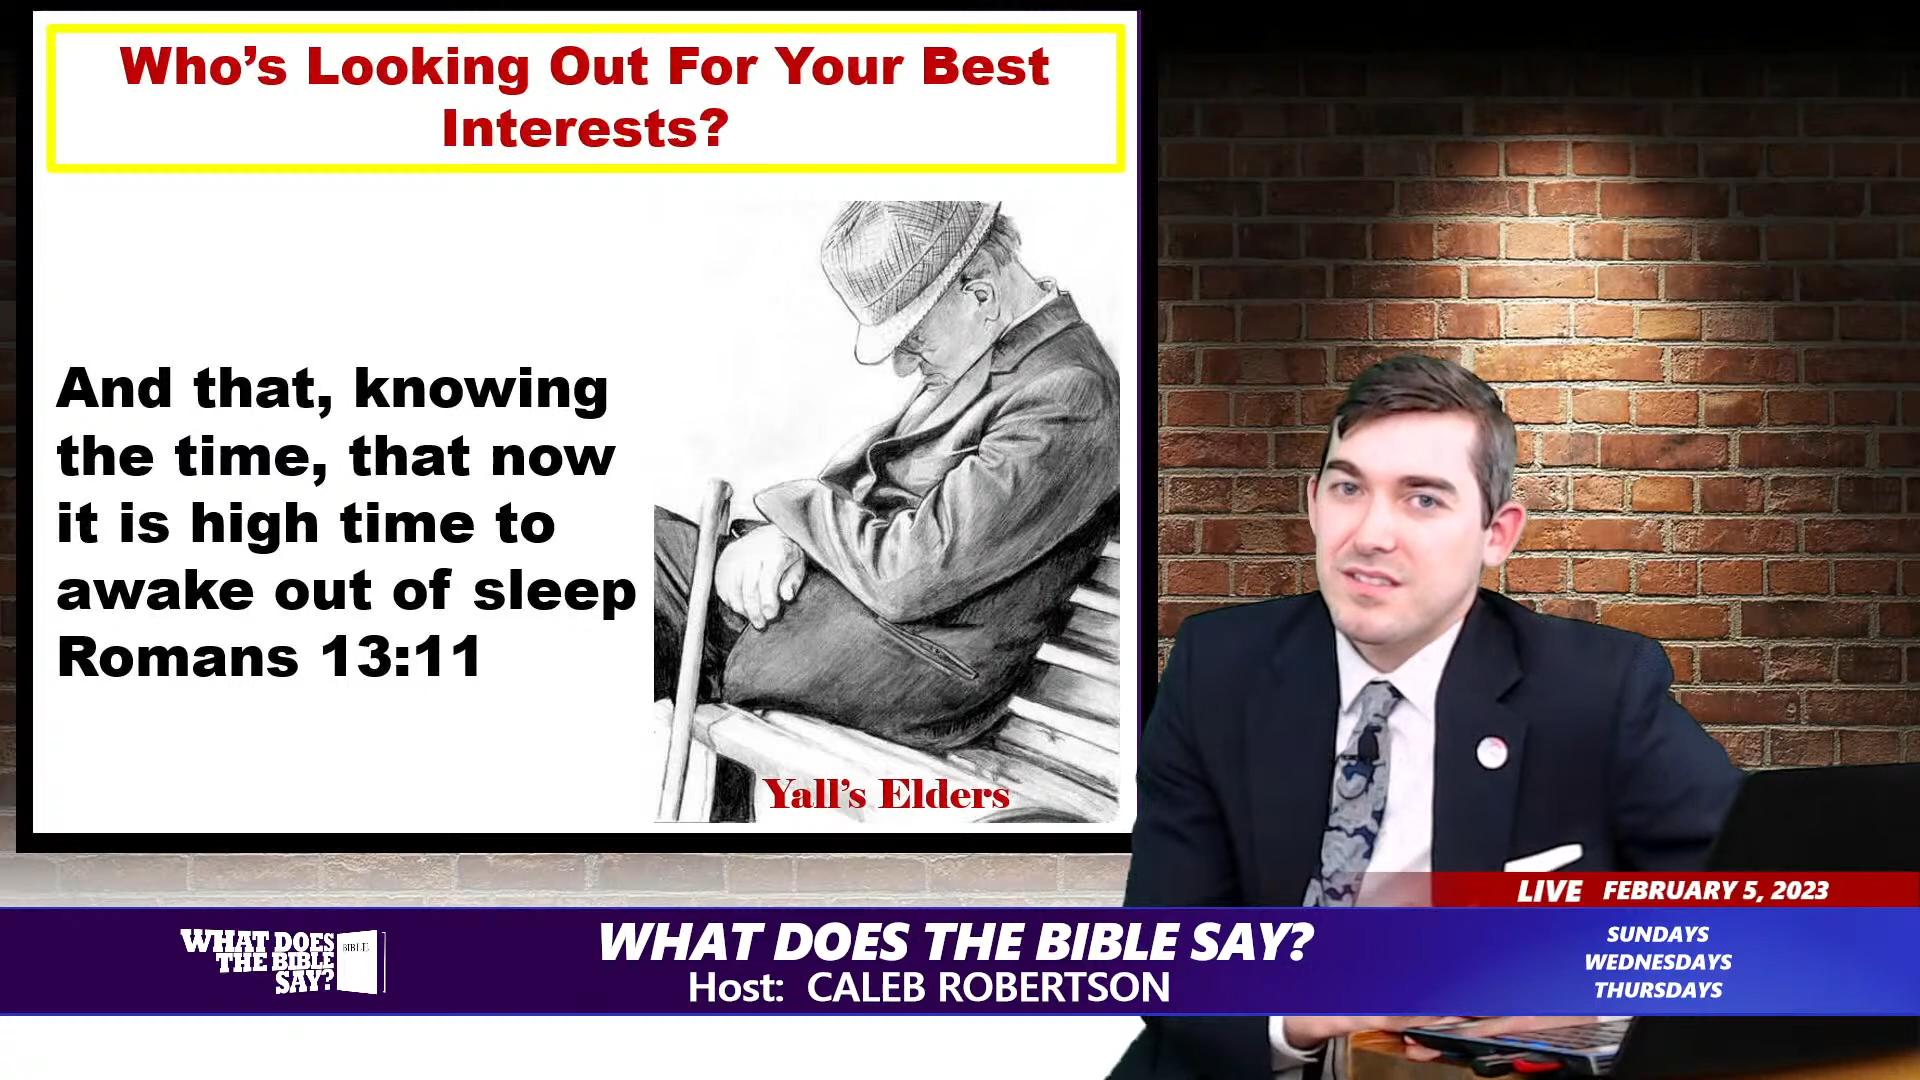 Who's Looking Out For Your Best
Interests?
And that, knowing
the time, that now
it is high time to
awake out of sleep
Romans 13:11
Yall's Elders
LIVE FEBRUARY 5, 2023
WHAT DOES
THE BIBLE
SAY?
BIBLE
WHAT DOES THE BIBLE SAY?
Host: CALEB ROBERTSON
SUNDAYS
WEDNESDAYS
THURSDAYS